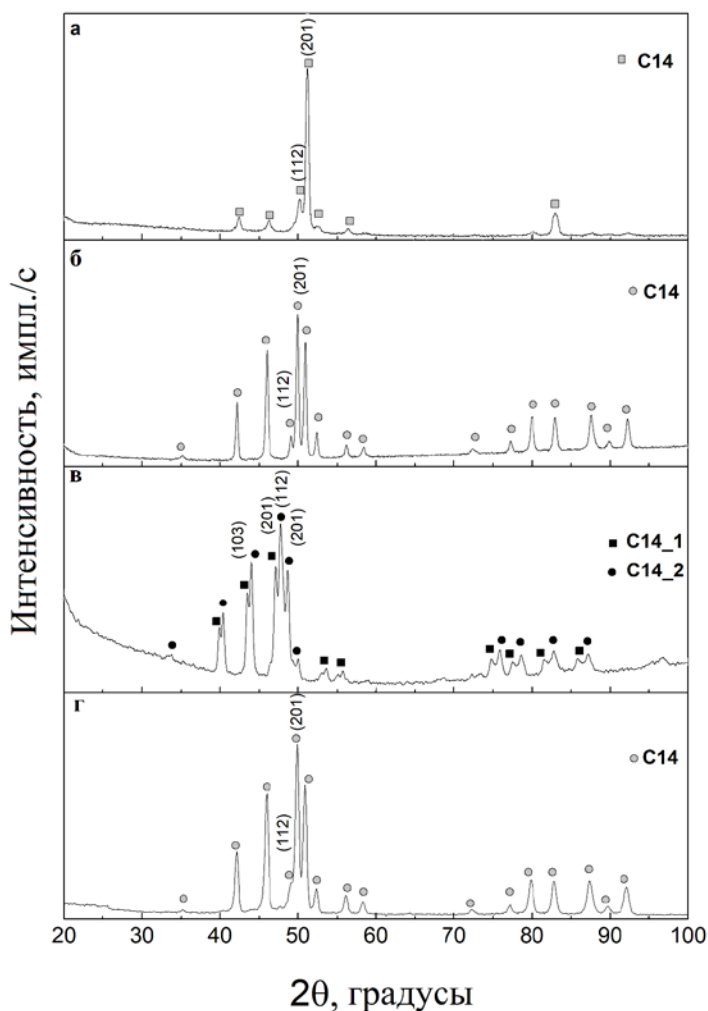 Интенсивность, импл./с
а
(201)
(112)
C14
б
(201)
(112)
C14
в
(103)
(201)
(112)
(201)
C14_1
C14_2
г
(201)
(112)
C14
20 30 40 50 60 70 80 90 100
2θ, градусы